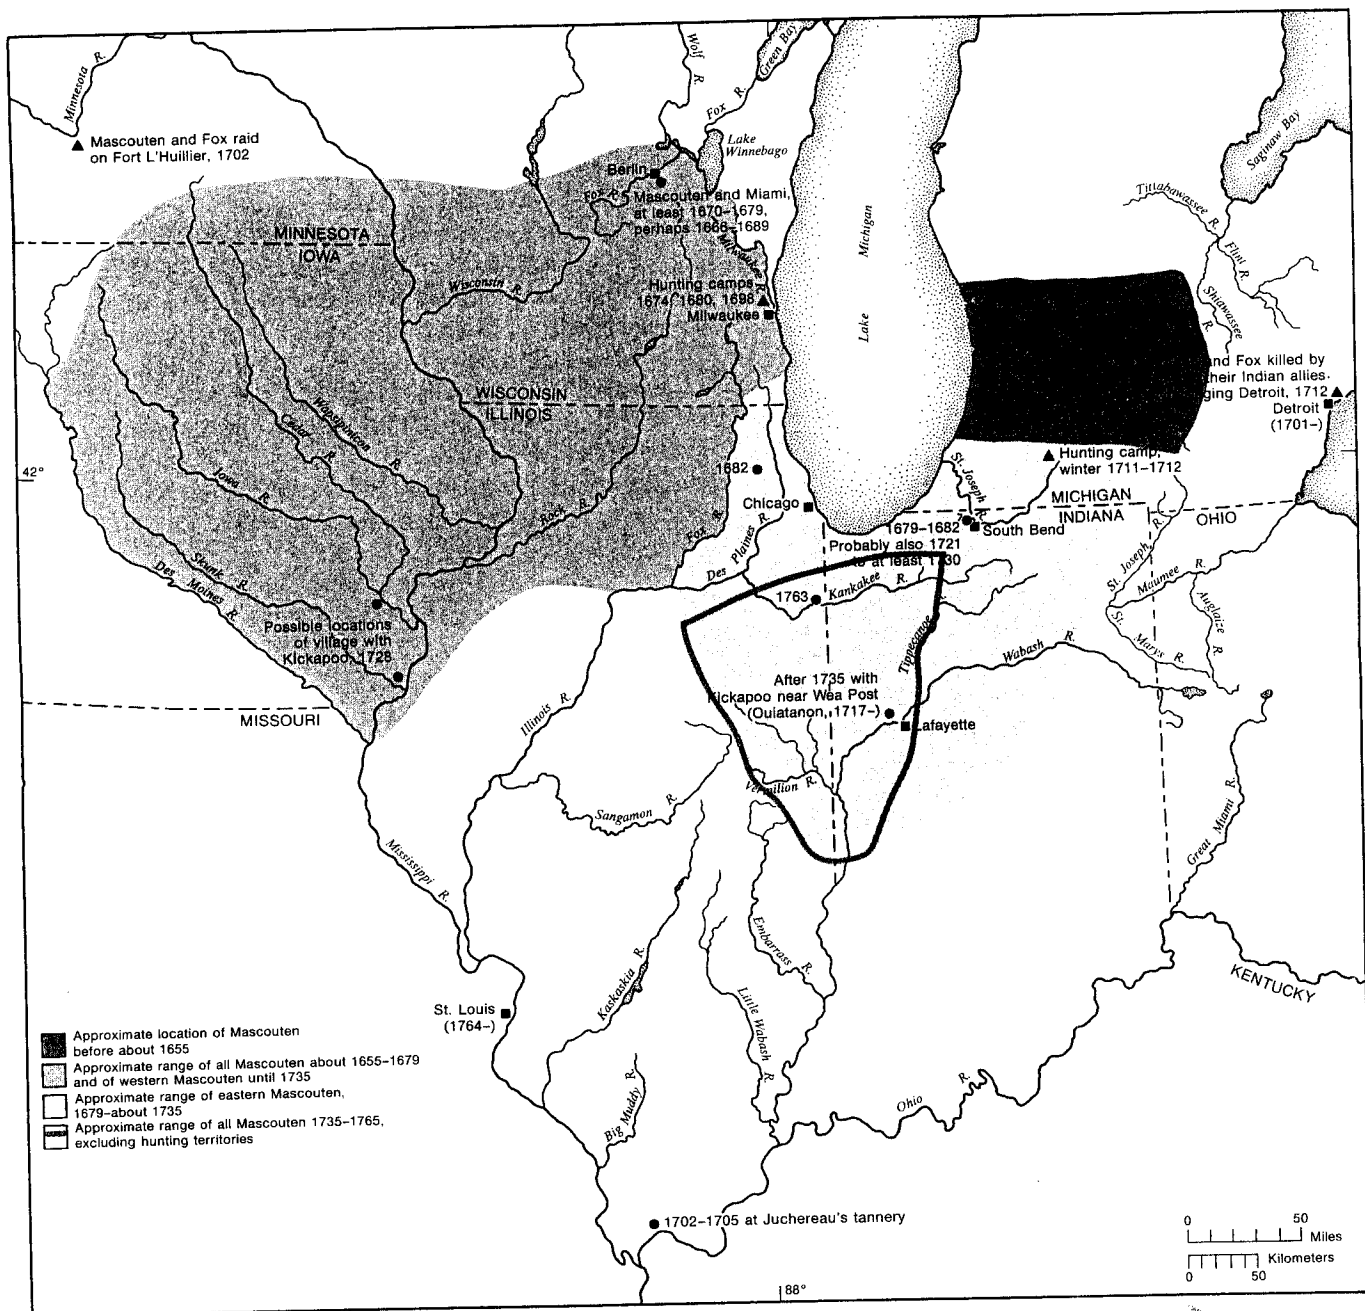 Minnesota R.
Mascouten and Fox raid
on Fort L'Huillier, 1702
Wolf R.
Green Bay
Fox R.
Lake
Winnebago
Berlin
Fox R.
Mascouten and Miami,
at least 1670–1679,
perhaps 1666–1689
Milwaukee R.
Hunting camps
1674, 1680, 1698
Milwaukee
Lake Michigan
Saginaw Bay
Tittabawassee R.
Flint R.
Shiawassee R.
and Fox killed by
their Indian allies
ging Detroit, 1712
Detroit
(1701–)
MINNESOTA
IOWA
Wisconsin R.
WISCONSIN
ILLINOIS
Wapsipinicon R.
Cedar R.
Iowa R.
Skunk R.
Des Moines R.
Rock R.
42°
1682
Chicago
Fox R.
Des Plaines R.
St. Joseph R.
Hunting camp,
winter 1711–1712
MICHIGAN
INDIANA
OHIO
1679–1682
Probably also 1721
to at least 1730
South Bend
St. Joseph R.
Maumee R.
Auglaize R.
St. Marys R.
1763
Kankakee R.
Tippecanoe
Wabash R.
Possible locations
of village with
Kickapoo, 1728
MISSOURI
Illinois R.
After 1735 with
Kickapoo near Wea Post
(Ouiatanon, 1717–)
Lafayette
Vermilion R.
Sangamon R.
Mississippi R.
Great Miami R.
Embarrass R.
Kaskaskia R.
Little Wabash R.
KENTUCKY
St. Louis
(1764–)
Big Muddy R.
Ohio R.
Approximate location of Mascouten
before about 1655
Approximate range of all Mascouten about 1655–1679
and of western Mascouten until 1735
Approximate range of eastern Mascouten,
1679–about 1735
Approximate range of all Mascouten 1735–1765,
excluding hunting territories
1702–1705 at Juchereau's tannery
0 50
Miles
Kilometers
0 50
88°